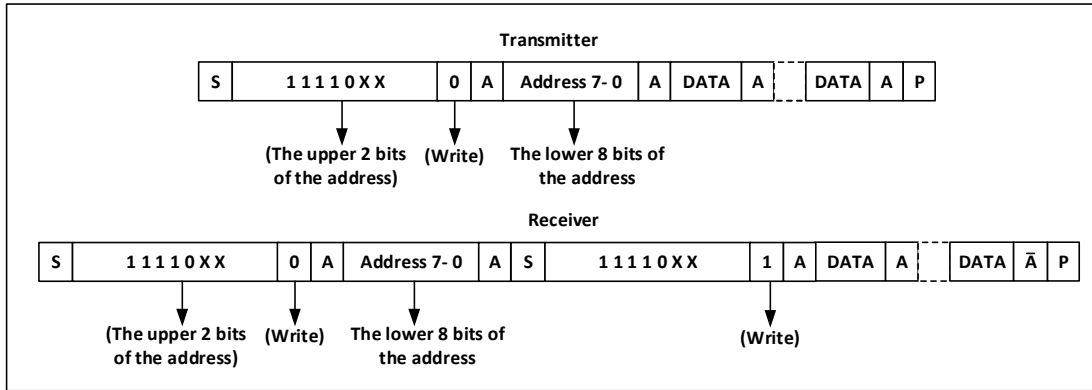 Transmitter
S 1 1 1 1 0 X X 0 A Address 7- 0 A DATA A DATA A P
(The upper 2 bits of the address) (Write) The lower 8 bits of the address
Receiver
S 1 1 1 1 0 X X 0 A Address 7- 0 A S 1 1 1 1 0 X X 1 A DATA A DATA Ā P
(The upper 2 bits of the address) (Write) The lower 8 bits of the address (Write)